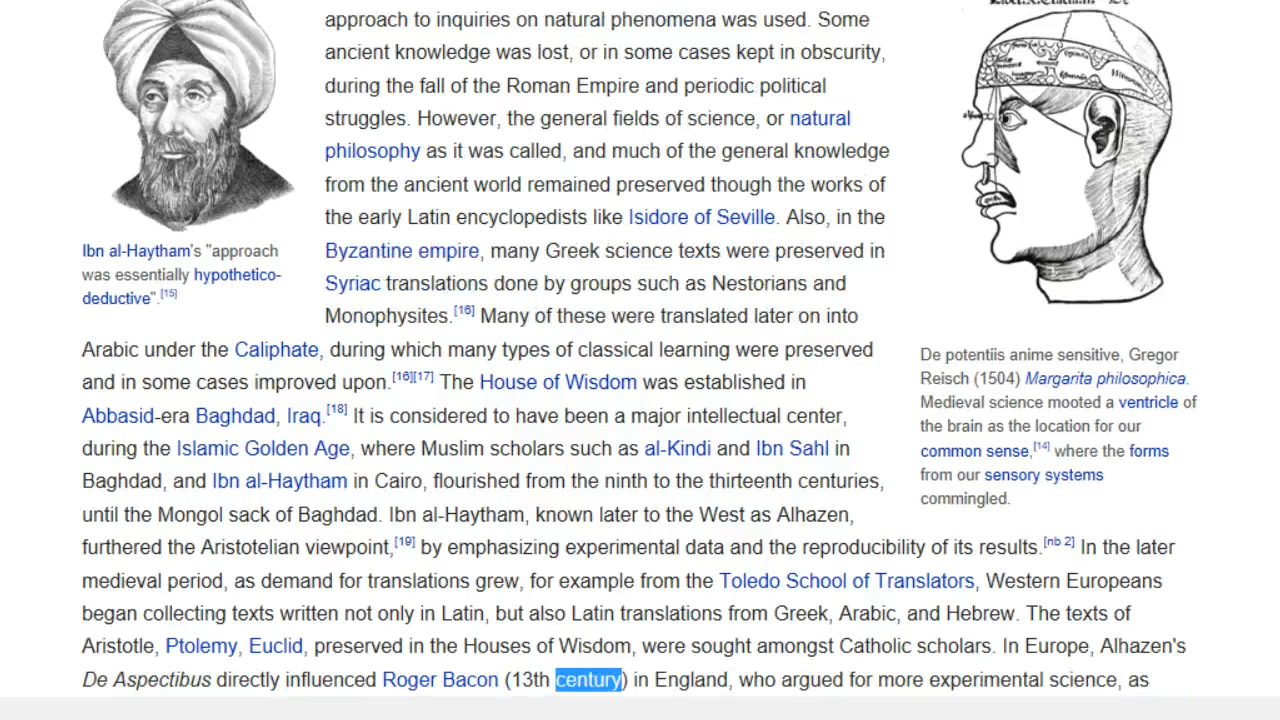 approach to inquiries on natural phenomena was used. Some
ancient knowledge was lost, or in some cases kept in obscurity,
during the fall of the Roman Empire and periodic political
struggles. However, the general fields of science, or natural
philosophy as it was called, and much of the general knowledge
from the ancient world remained preserved though the works of
the early Latin encyclopedists like Isidore of Seville. Also, in the
Byzantine empire, many Greek science texts were preserved in
Syriac translations done by groups such as Nestorians and
Monophysites.[16] Many of these were translated later on into
Ibn al-Haytham's "approach
was essentially hypothetico-
deductive".[15]
Arabic under the Caliphate, during which many types of classical learning were preserved
and in some cases improved upon.[16][17] The House of Wisdom was established in
Abbasid-era Baghdad, Iraq.[18] It is considered to have been a major intellectual center,
during the Islamic Golden Age, where Muslim scholars such as al-Kindi and Ibn Sahl in
Baghdad, and Ibn al-Haytham in Cairo, flourished from the ninth to the thirteenth centuries,
until the Mongol sack of Baghdad. Ibn al-Haytham, known later to the West as Alhazen,
furthered the Aristotelian viewpoint,[19] by emphasizing experimental data and the reproducibility of its results.[nb 2] In the later
medieval period, as demand for translations grew, for example from the Toledo School of Translators, Western Europeans
began collecting texts written not only in Latin, but also Latin translations from Greek, Arabic, and Hebrew. The texts of
Aristotle, Ptolemy, Euclid, preserved in the Houses of Wisdom, were sought amongst Catholic scholars. In Europe, Alhazen's
De Aspectibus directly influenced Roger Bacon (13th century) in England, who argued for more experimental science, as
De potentiis anime sensitive, Gregor
Reisch (1504) Margarita philosophica.
Medieval science mooted a ventricle of
the brain as the location for our
common sense,[14] where the forms
from our sensory systems
commingled.